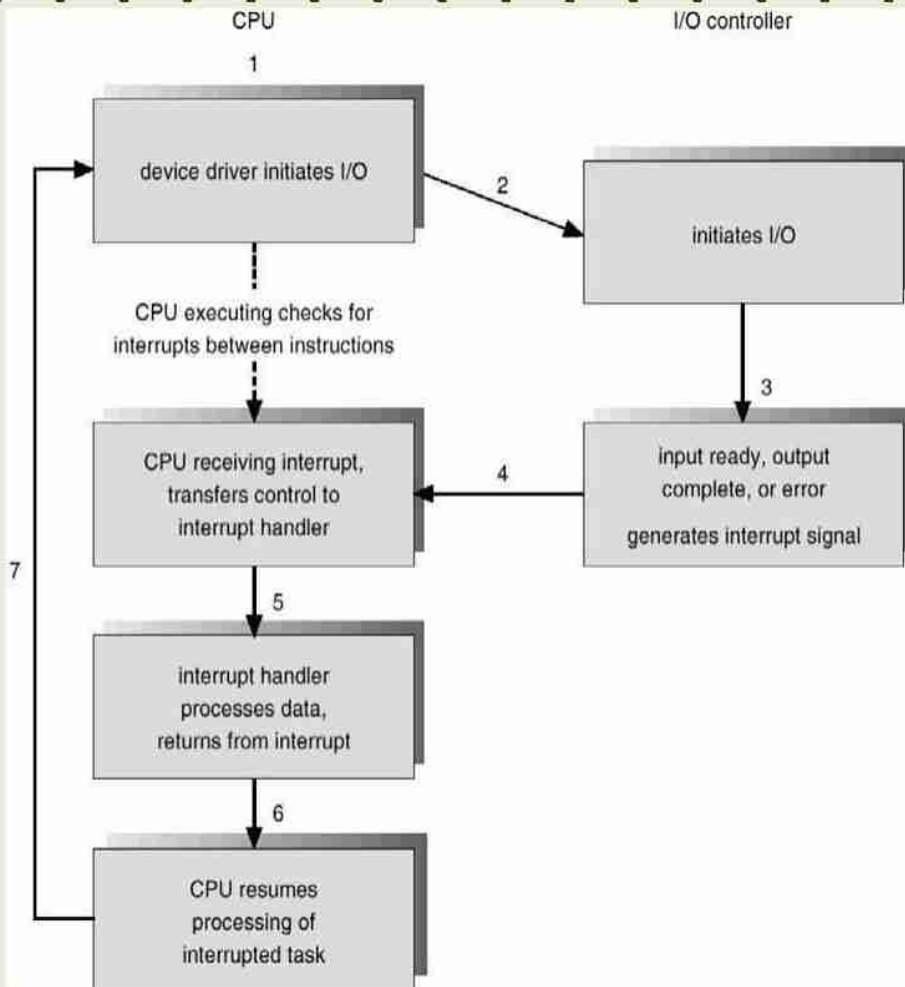 CPU
I/O controller
1
device driver initiates I/O
2
initiates I/O
CPU executing checks for
interrupts between instructions
3
CPU receiving interrupt,
transfers control to
interrupt handler
4
input ready, output
complete, or error
generates interrupt signal
7
5
interrupt handler
processes data,
returns from interrupt
6
CPU resumes
processing of
interrupted task